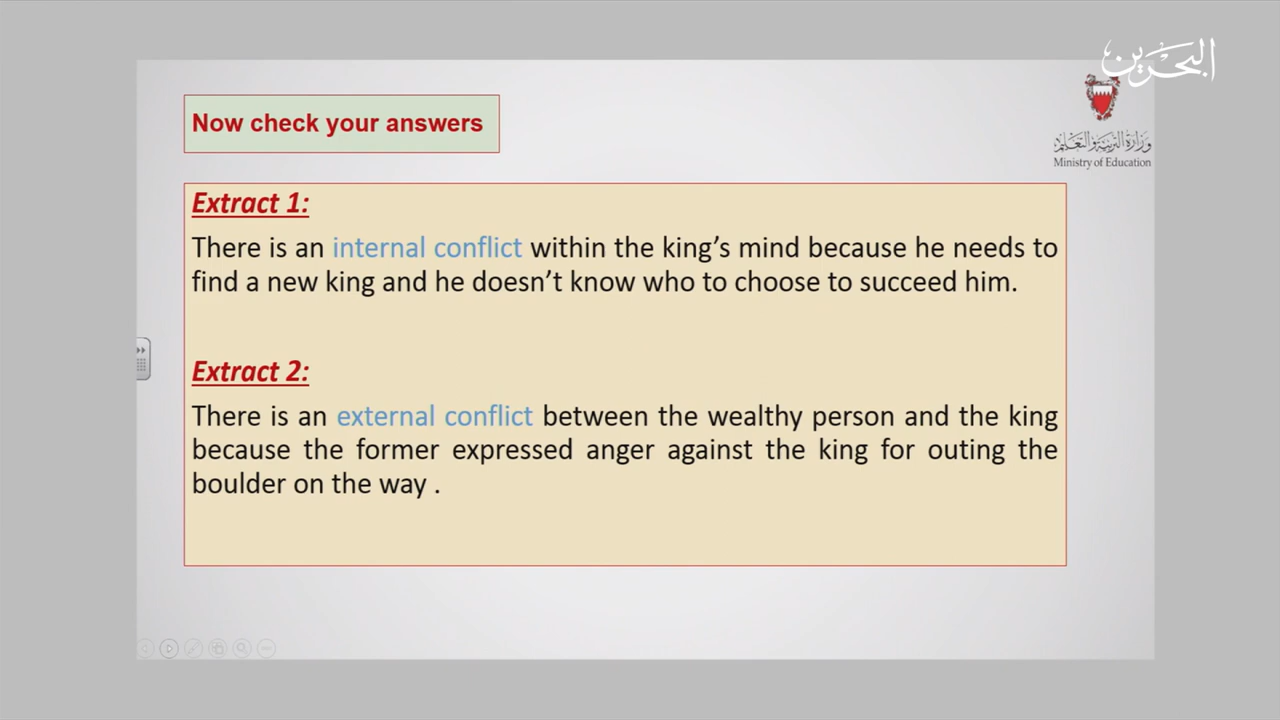 البحرين
وزارة التربية والتعليم
Ministry of Education
Now check your answers
Extract 1:
There is an internal conflict within the king’s mind because he needs to
find a new king and he doesn’t know who to choose to succeed him.
Extract 2:
There is an external conflict between the wealthy person and the king
because the former expressed anger against the king for outing the
boulder on the way .